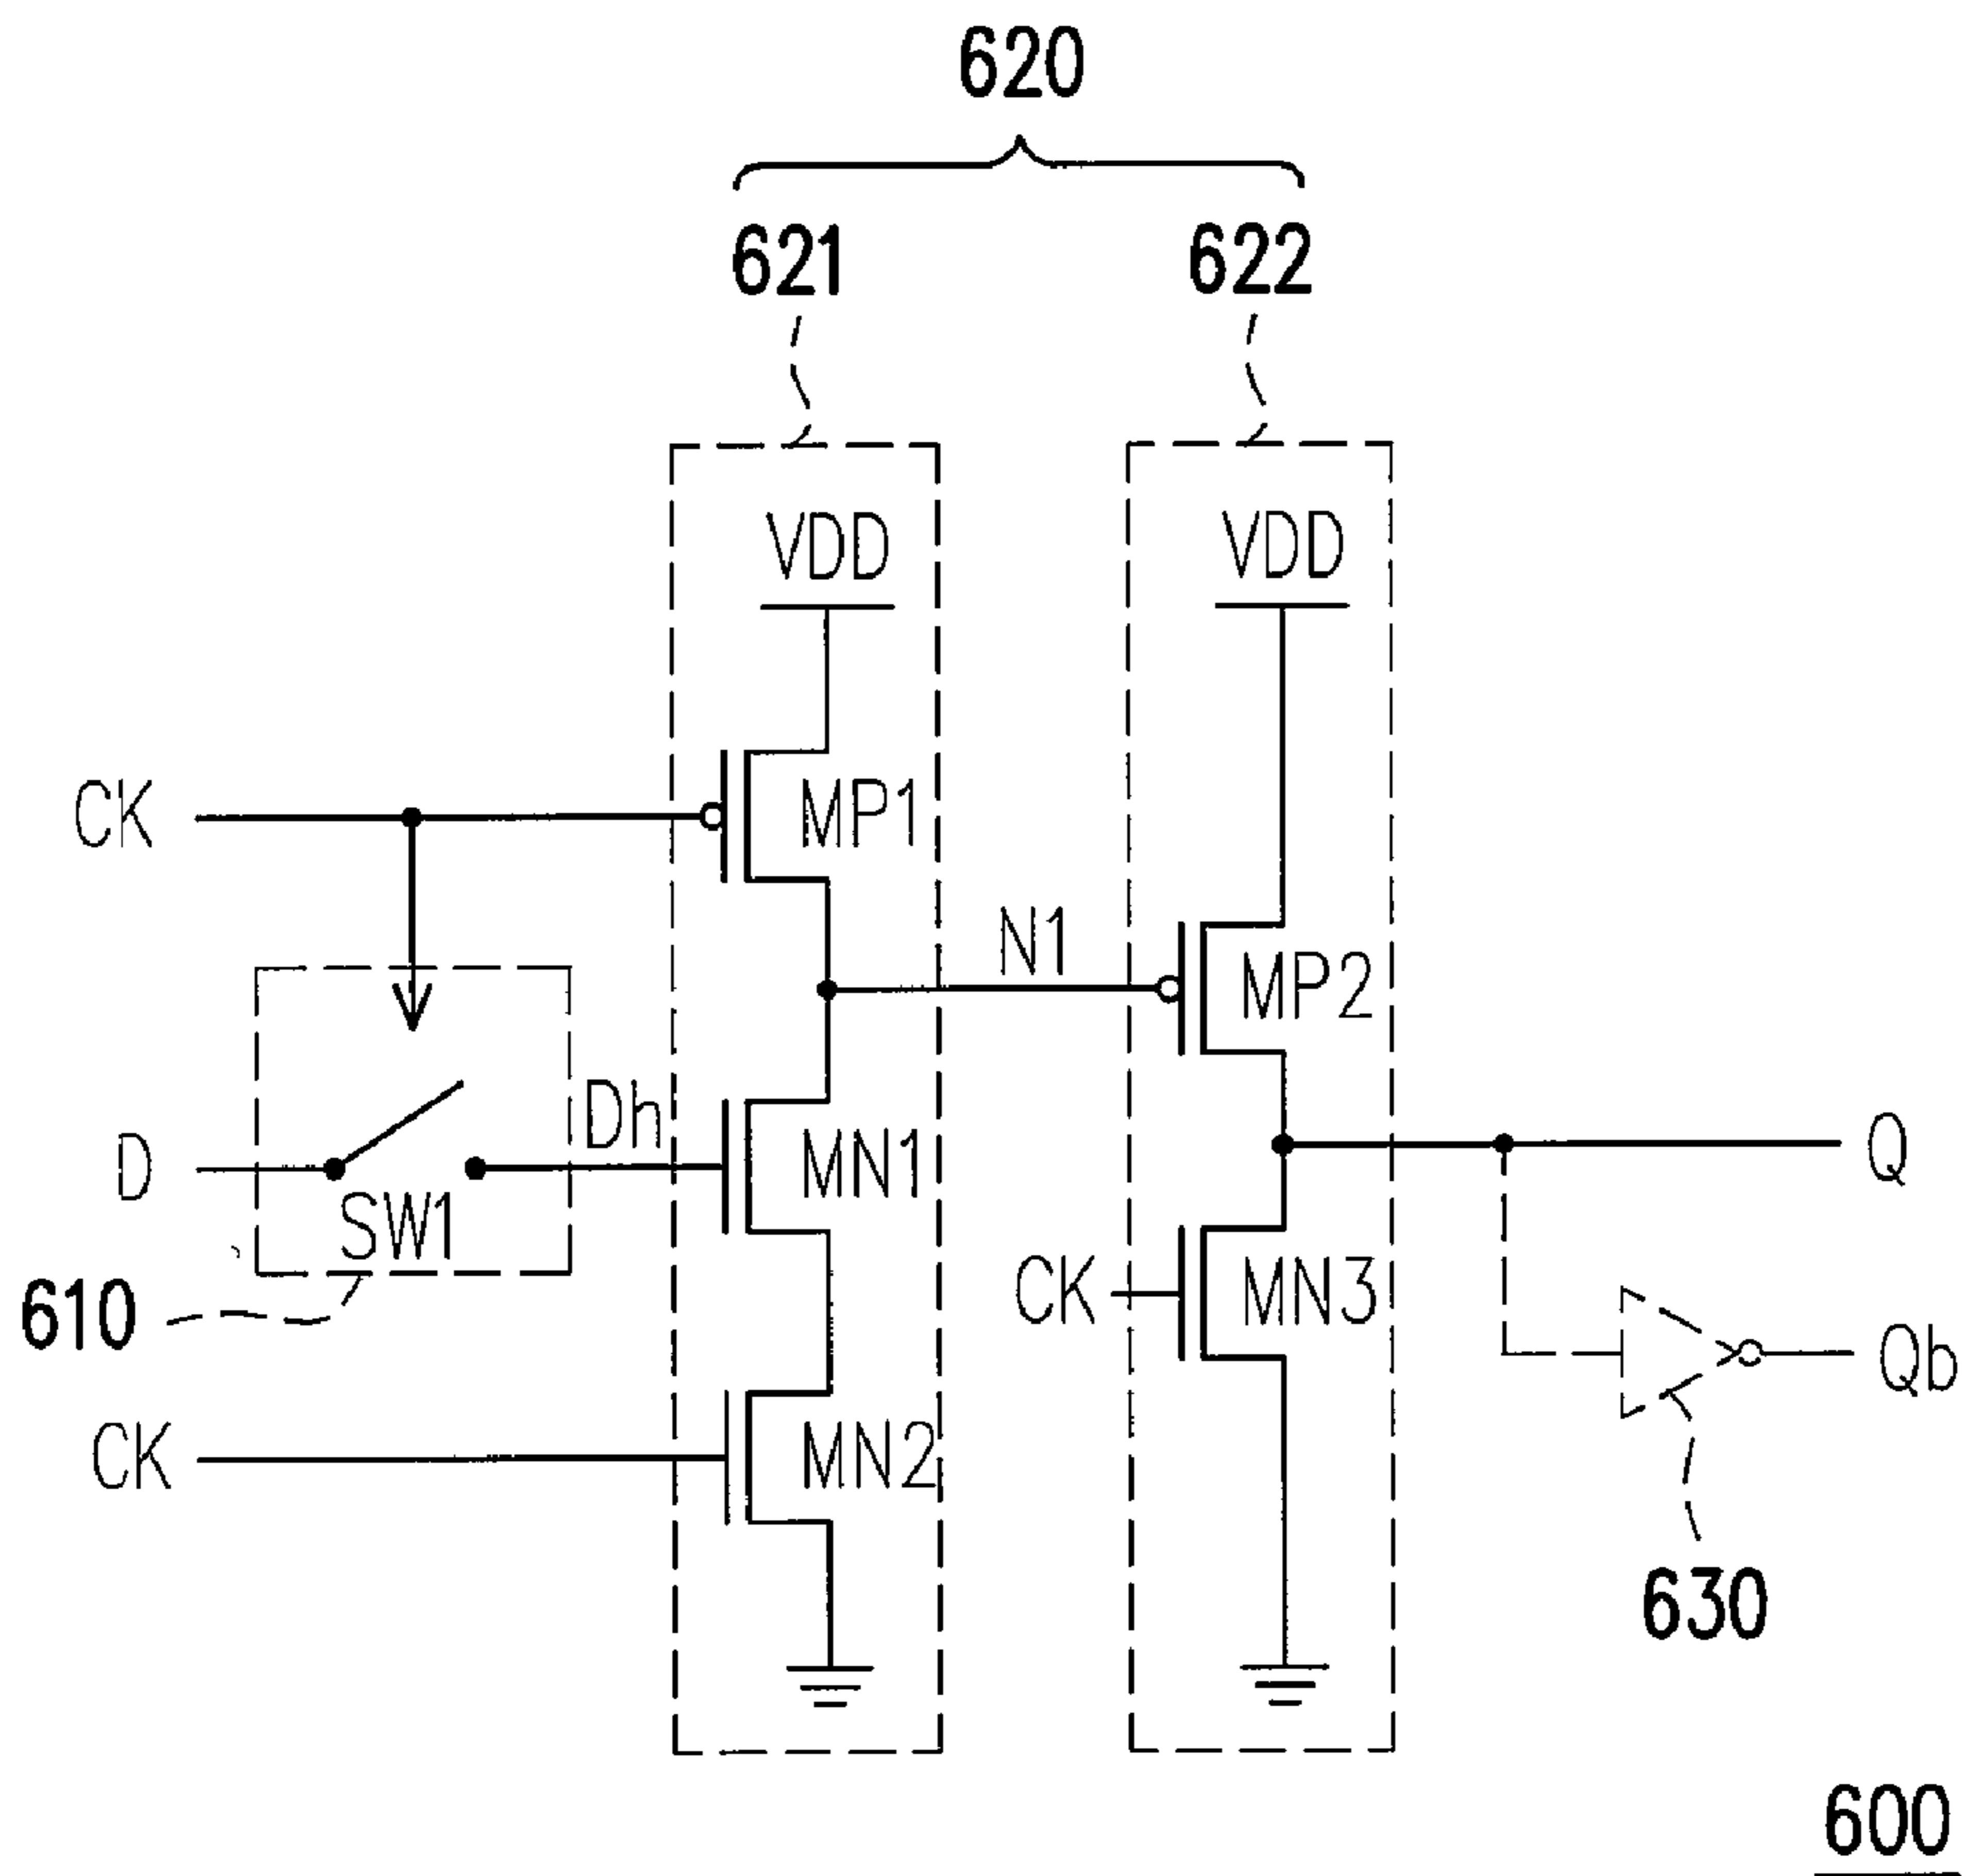 620
621 622
VDD VDD
CK MP1
N1 MP2
Dh
D MN1 Q
SW1
610 CK MN3
Qb
CK MN2
630
600